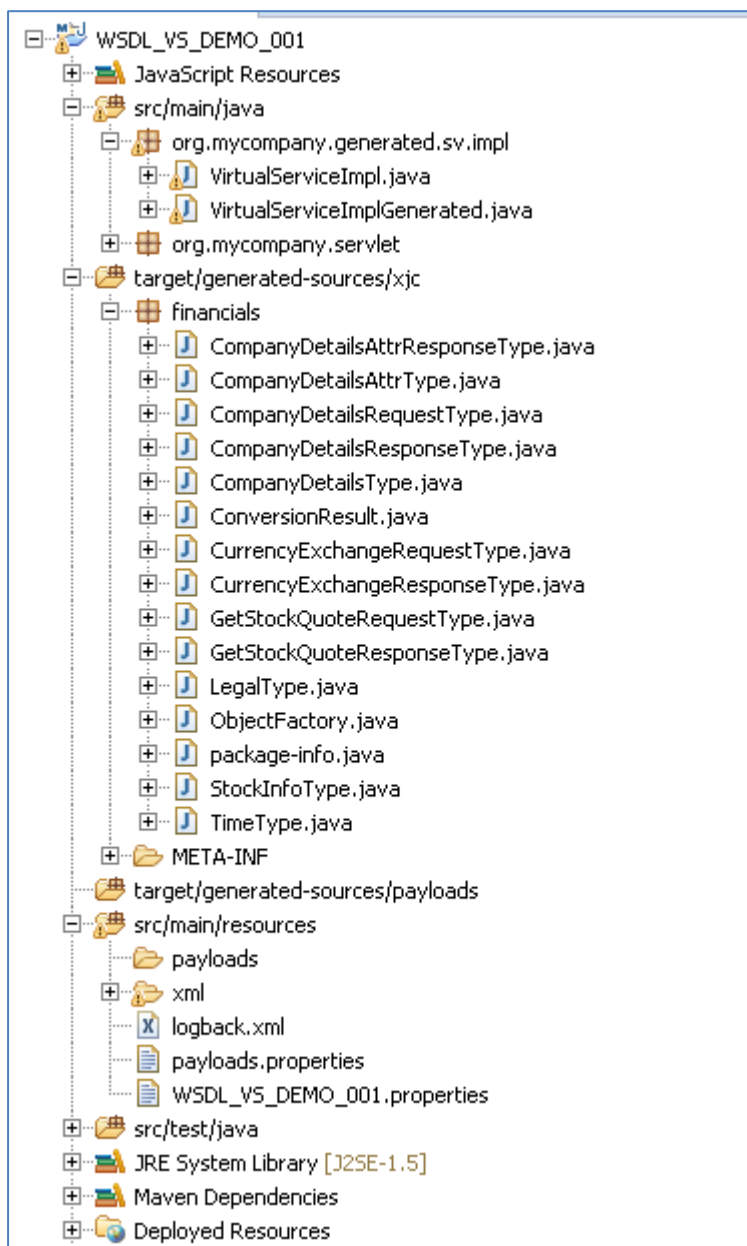 WSDL_VS_DEMO_001
JavaScript Resources
src/main/java
org.mycompany.generated.sv.impl
VirtualServiceImpl.java
VirtualServiceImplGenerated.java
org.mycompany.servlet
target/generated-sources/xjc
financials
CompanyDetailsAttrResponseType.java
CompanyDetailsAttrType.java
CompanyDetailsRequestType.java
CompanyDetailsResponseType.java
CompanyDetailsType.java
ConversionResult.java
CurrencyExchangeRequestType.java
CurrencyExchangeResponseType.java
GetStockQuoteRequestType.java
GetStockQuoteResponseType.java
LegalType.java
ObjectFactory.java
package-info.java
StockInfoType.java
TimeType.java
META-INF
target/generated-sources/payloads
src/main/resources
payloads
xml
logback.xml
payloads.properties
WSDL_VS_DEMO_001.properties
src/test/java
JRE System Library [J2SE-1.5]
Maven Dependencies
Deployed Resources